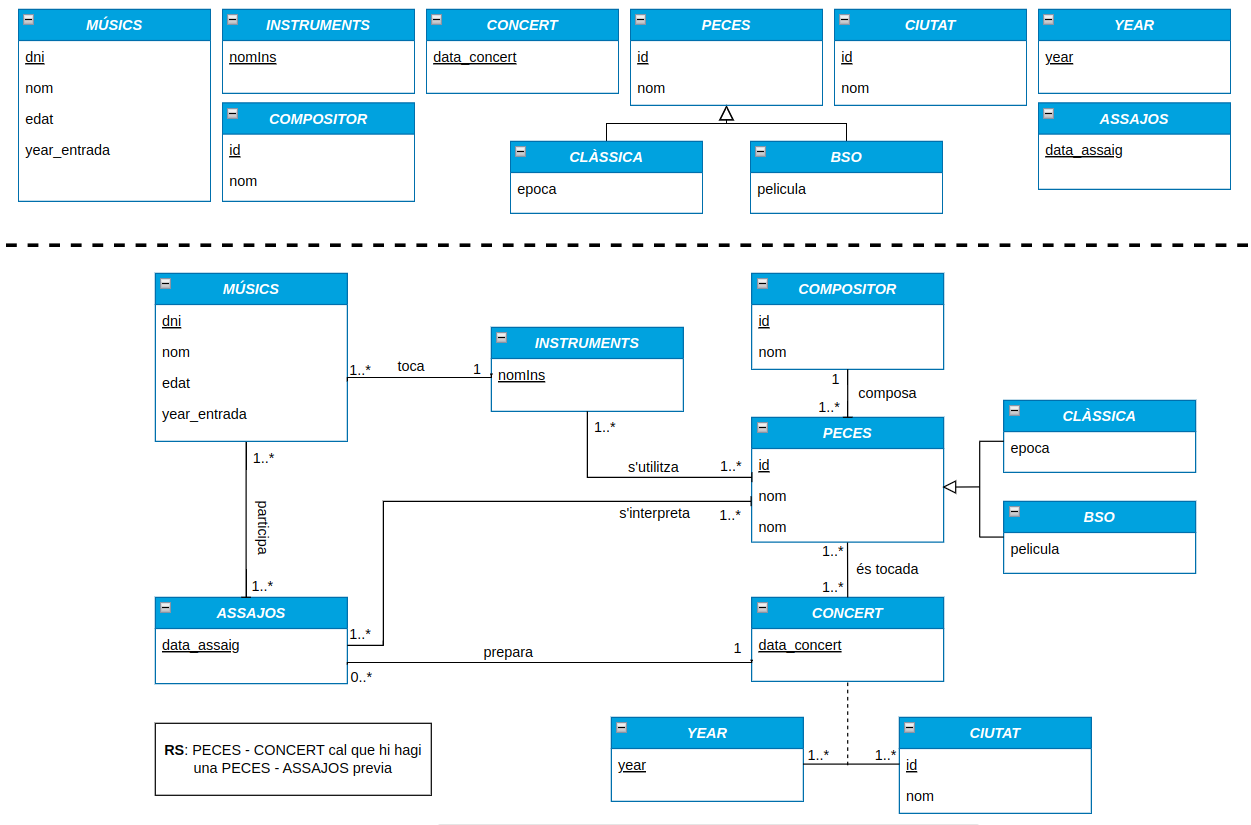 MÚSICS
dni
nom
edat
year_entrada
INSTRUMENTS
nomIns
COMPOSITOR
id
nom
CONCERT
data_concert
PECES
id
nom
CLÀSSICA
epoca
BSO
pelicula
CIUTAT
id
nom
YEAR
year
ASSAJOS
data_assaig
MÚSICS
dni
nom
edat
year_entrada
1..*
toca
1
INSTRUMENTS
nomIns
COMPOSITOR
id
nom
1
composa
1..*
PECES
id
nom
nom
CLÀSSICA
epoca
BSO
pelicula
1..*
s'utilitza
1..*
s'interpreta
1..*
1..*
participa
1..*
1..*
és tocada
1..*
ASSAJOS
data_assaig
1..*
0..*
prepara
1
CONCERT
data_concert
YEAR
year
1..*
1..*
CIUTAT
id
nom
RS: PECES - CONCERT cal que hi hagi
una PECES - ASSAJOS previa